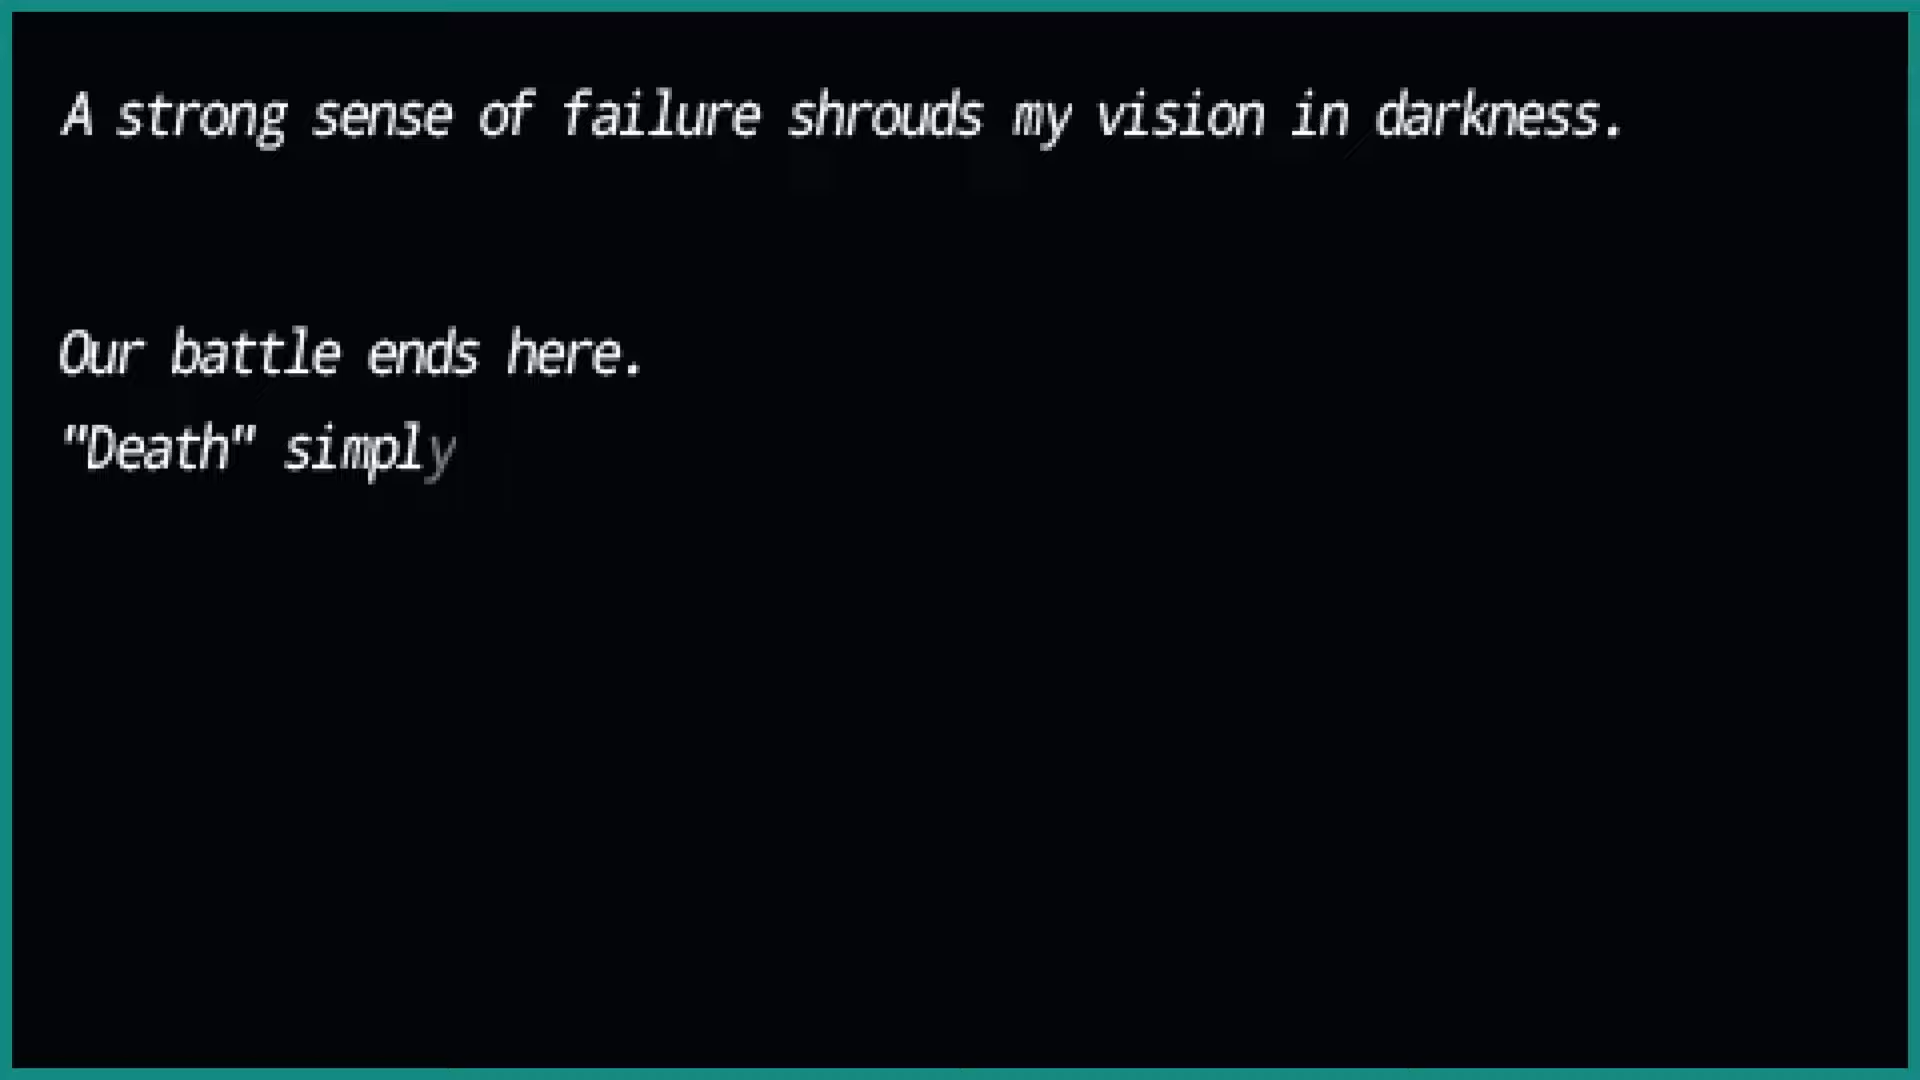 A strong sense of failure shrouds my vision in darkness.
Our battle ends here.
"Death" simply